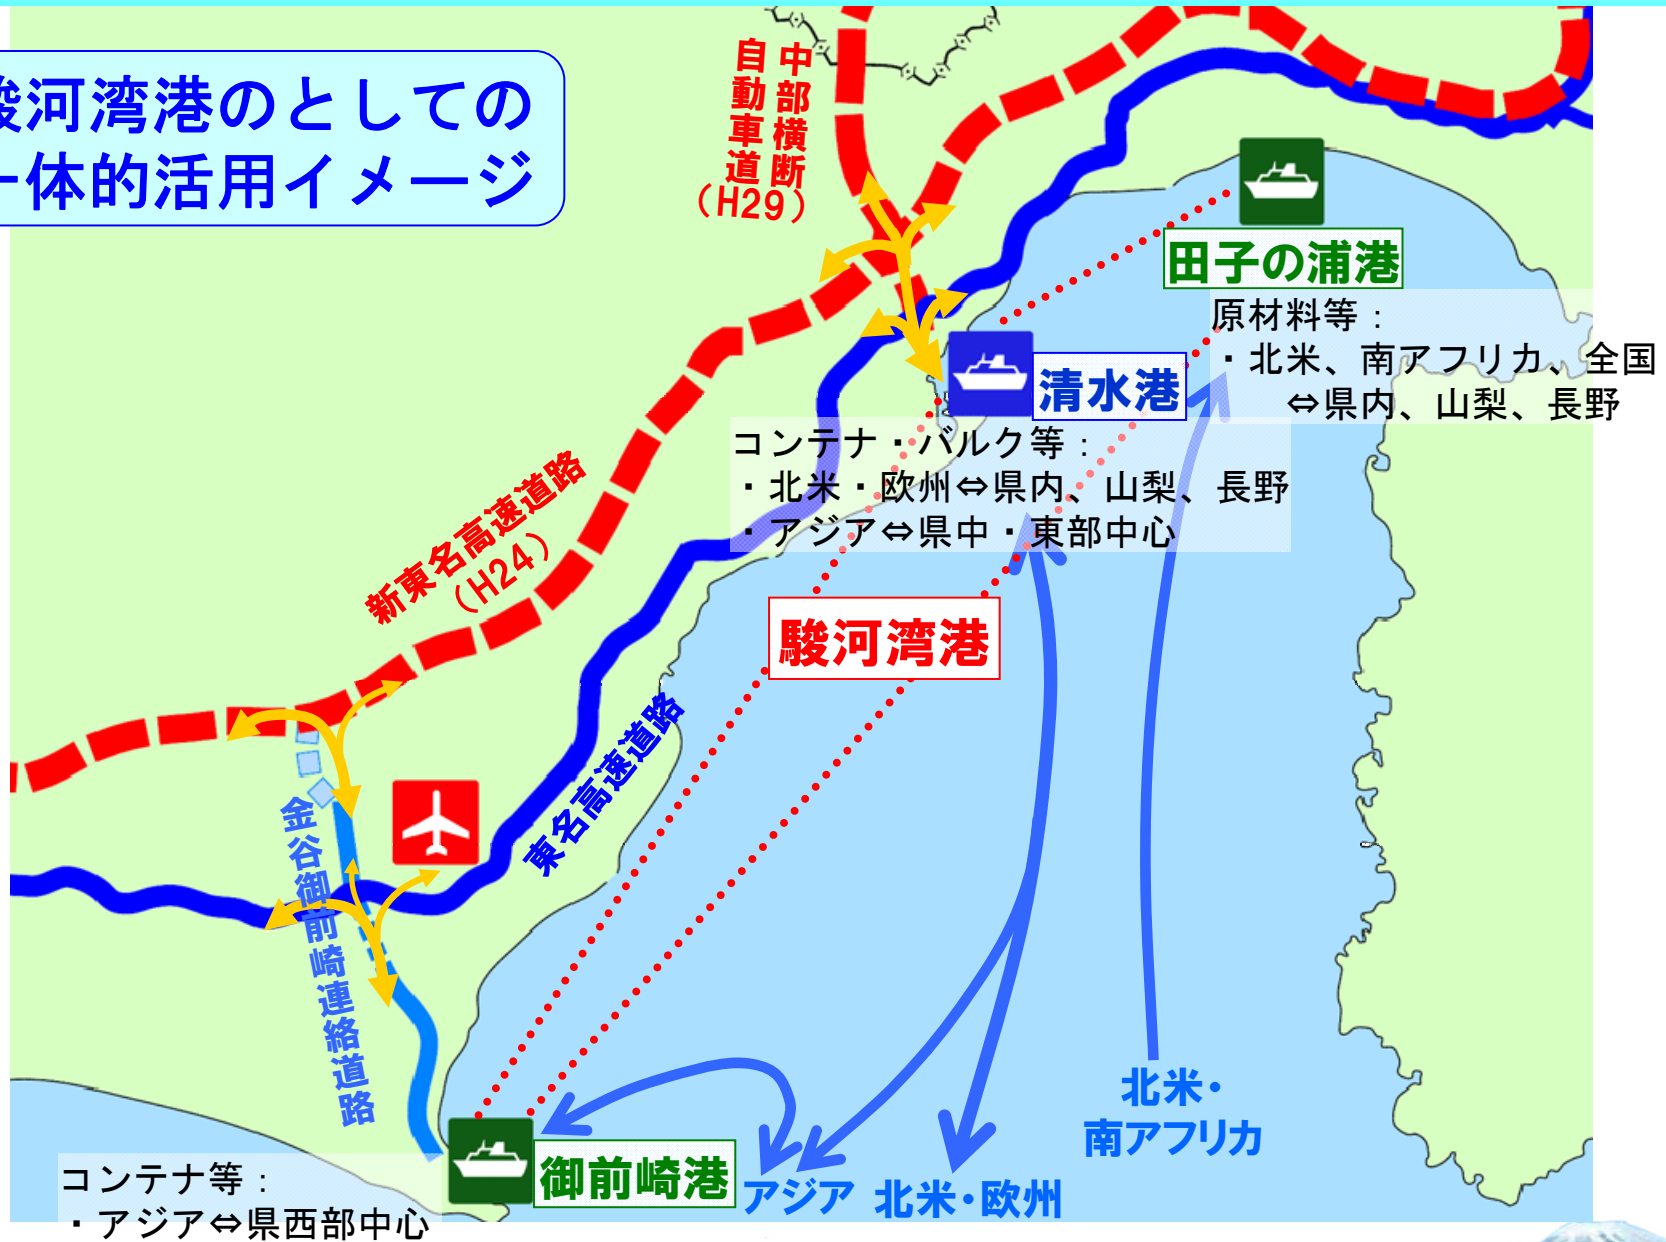 駿河湾港のとしての
一体的活用イメージ
中部横断
自動車道
(H29)
田子の浦港
原材料等：
・北米、南アフリカ、全国
⇔県内、山梨、長野
清水港
コンテナ・バルク等：
・北米・欧州⇔県内、山梨、長野
・アジア⇔県中・東部中心
新東名高速道路
(H24)
駿河湾港
東名高速道路
金谷御前崎連絡道路
北米・
南アフリカ
御前崎港
アジア
北米・欧州
コンテナ等：
・アジア⇔県西部中心